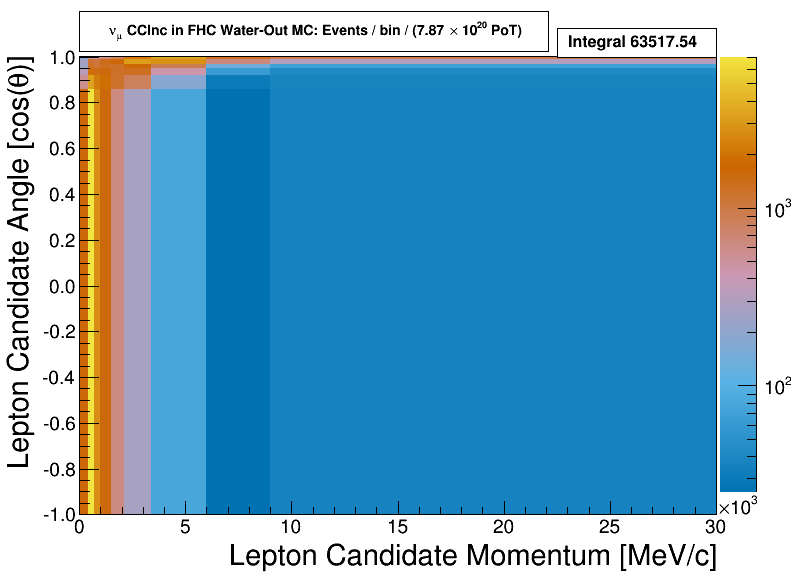 ν_μ CCInc in FHC Water-Out MC: Events / bin / (7.87 × 10^20 PoT)
Integral 63517.54
Lepton Candidate Angle [cos(θ)]
1.0
0.8
0.6
0.4
0.2
0.0
-0.2
-0.4
-0.6
-0.8
-1.0
10^3
10^2
0 5 10 15 20 25 30
×10^3
Lepton Candidate Momentum [MeV/c]